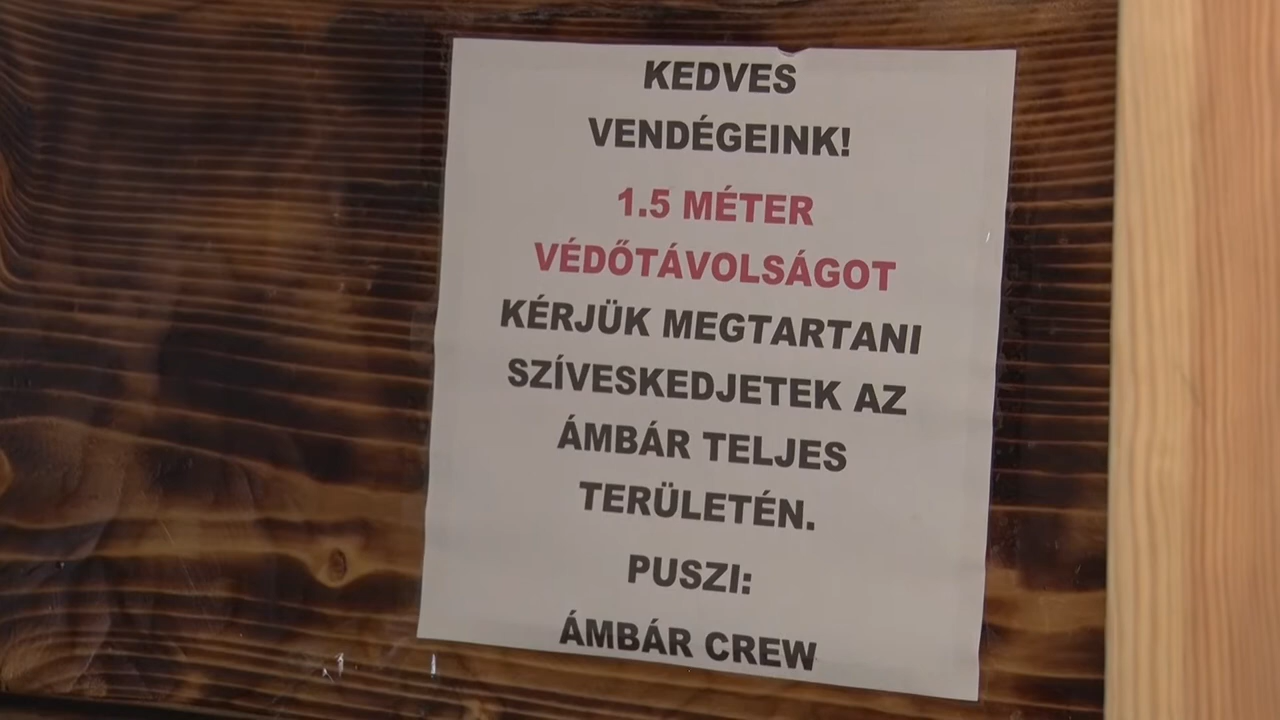 KEDVES
VENDÉGEINK!
1.5 MÉTER
VÉDŐTÁVOLSÁGOT
KÉRJÜK MEGTARTANI
SZÍVESKEDJETEK AZ
ÁMBÁR TELJES
TERÜLETÉN.
PUSZI:
ÁMBÁR CREW